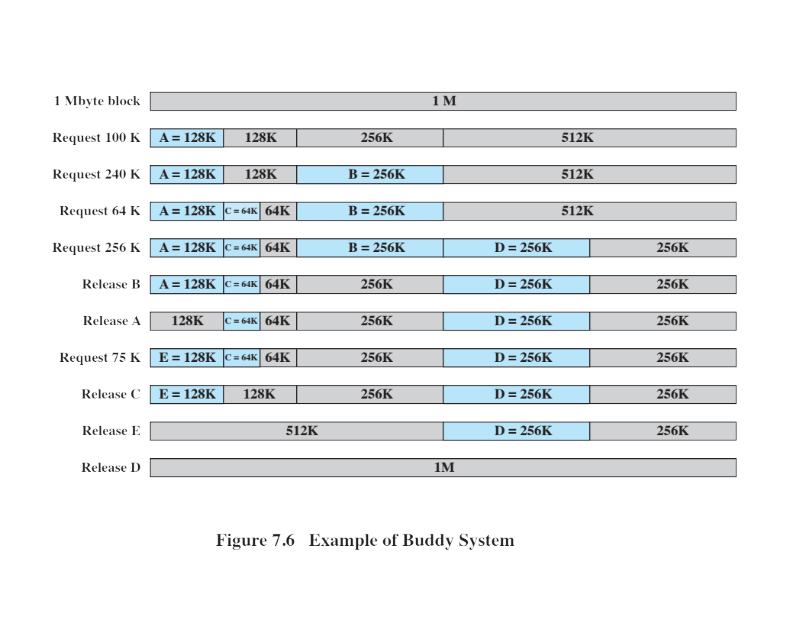 1 Mbyte block 1 M
Request 100 K A = 128K 128K 256K 512K
Request 240 K A = 128K 128K B = 256K 512K
Request 64 K A = 128K C = 64K 64K B = 256K 512K
Request 256 K A = 128K C = 64K 64K B = 256K D = 256K 256K
Release B A = 128K C = 64K 64K 256K D = 256K 256K
Release A 128K C = 64K 64K 256K D = 256K 256K
Request 75 K E = 128K C = 64K 64K 256K D = 256K 256K
Release C E = 128K 128K 256K D = 256K 256K
Release E 512K D = 256K 256K
Release D 1M
Figure 7.6 Example of Buddy System